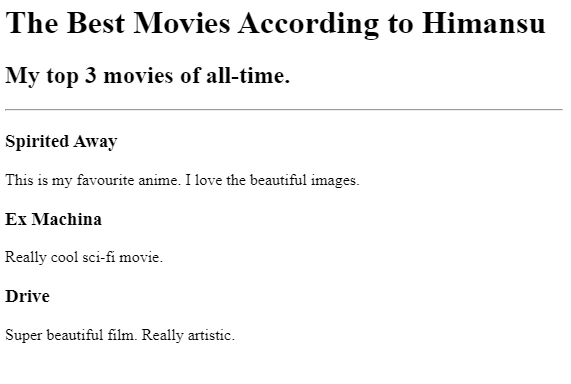 The Best Movies According to Himansu
My top 3 movies of all-time.
Spirited Away
This is my favourite anime. I love the beautiful images.
Ex Machina
Really cool sci-fi movie.
Drive
Super beautiful film. Really artistic.